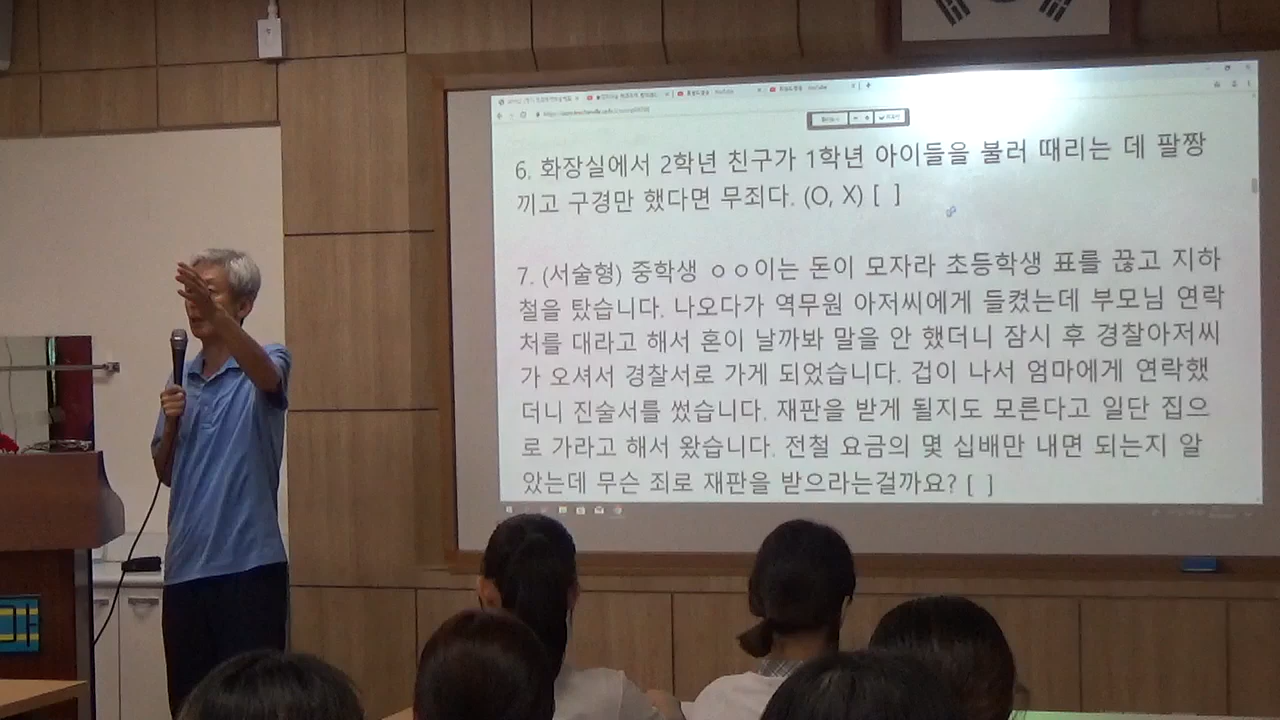 6. 화장실에서 2학년 친구가 1학년 아이들을 불러 때리는 데 팔짱
끼고 구경만 했다면 무죄다. (O, X) [ ]
7. (서술형) 중학생 ㅇㅇ이는 돈이 모자라 초등학생 표를 끊고 지하
철을 탔습니다. 나오다가 역무원 아저씨에게 들켰는데 부모님 연락
처를 대라고 해서 혼이 날까봐 말을 안 했더니 잠시 후 경찰아저씨
가 오셔서 경찰서로 가게 되었습니다. 겁이 나서 엄마에게 연락했
더니 진술서를 썼습니다. 재판을 받게 될지도 모른다고 일단 집으
로 가라고 해서 왔습니다. 전철 요금의 몇 십배만 내면 되는지 알
았는데 무슨 죄로 재판을 받으라는걸까요? [ ]